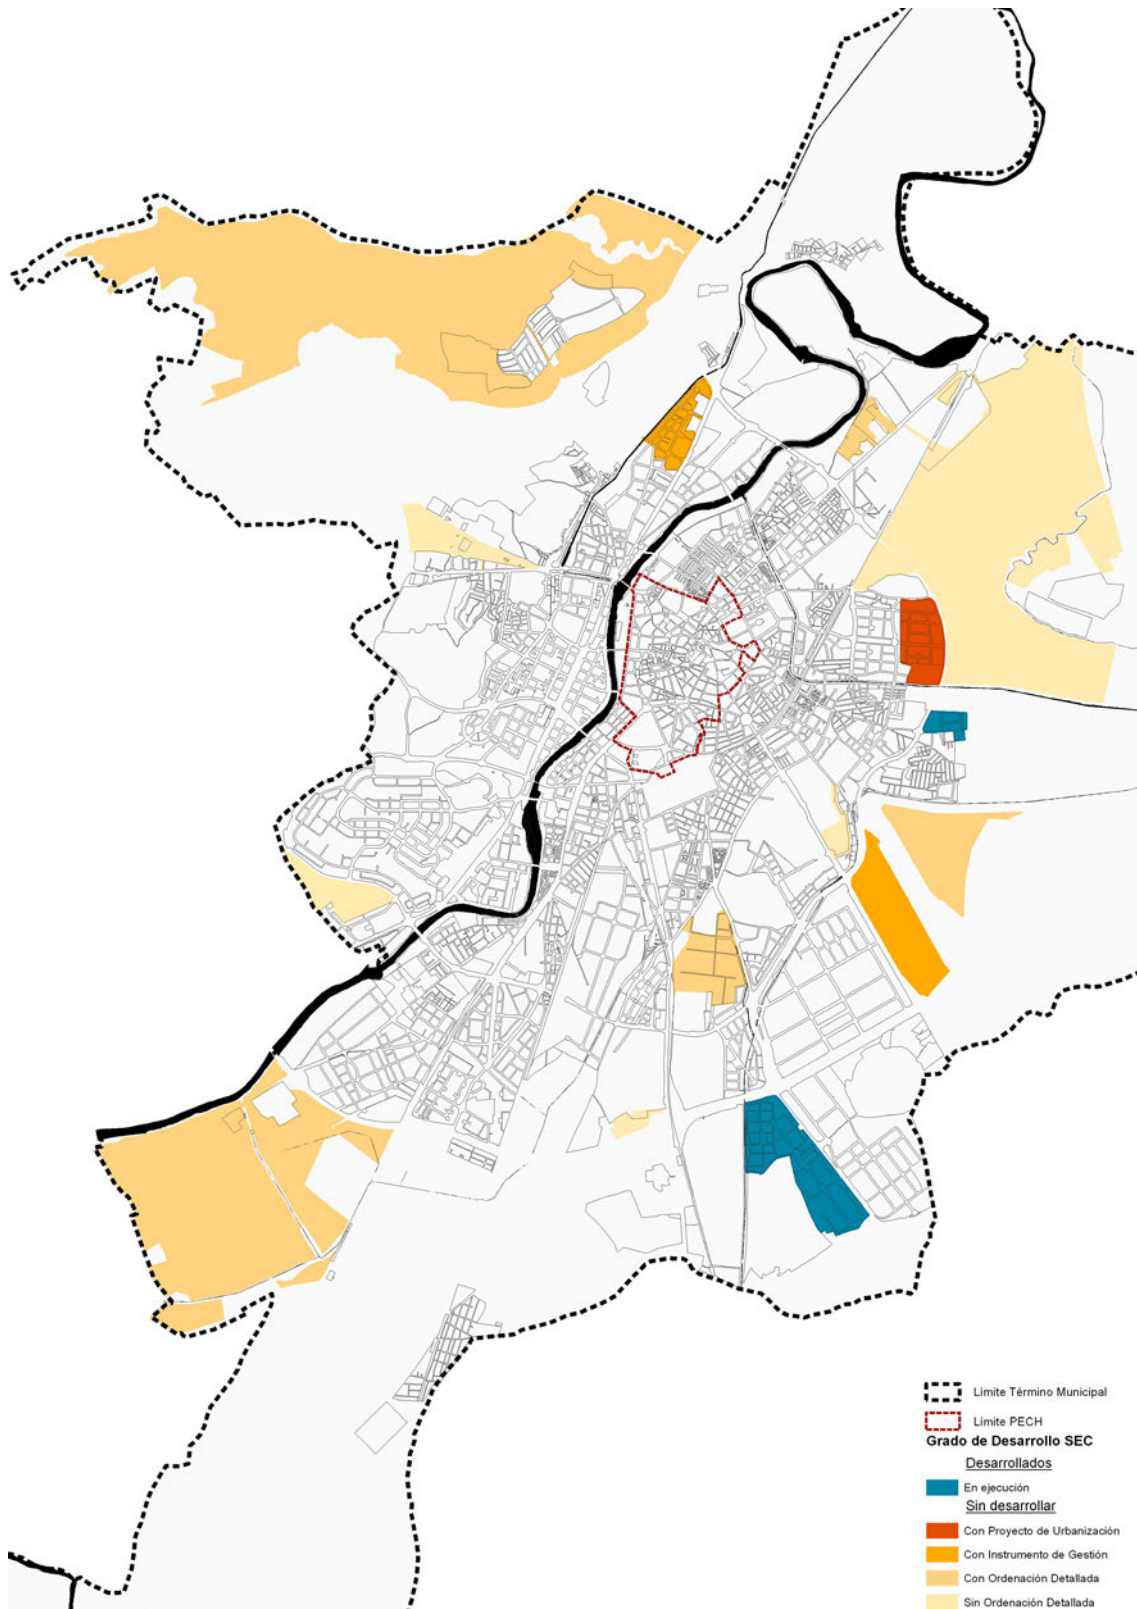 Límite Término Municipal
Límite PECH
Grado de Desarrollo SEC
Desarrollados
En ejecución
Sin desarrollar
Con Proyecto de Urbanización
Con Instrumento de Gestión
Con Ordenación Detallada
Sin Ordenación Detallada